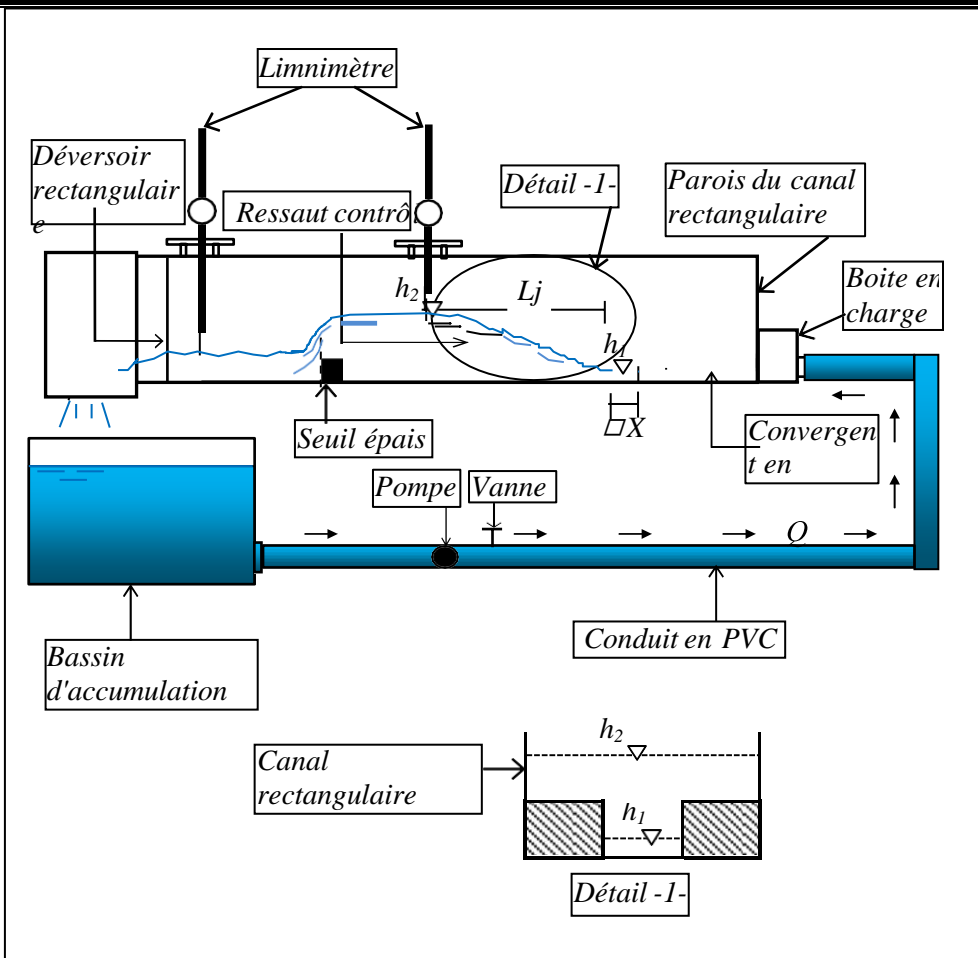 Limnimètre
Déversoir
rectangulair
e
Ressaut contrô
Détail -1-
Parois du canal
rectangulaire
Boite en
charge
h2
Lj
h1
X
Seuil épais
Convergen
t en
Pompe
Vanne
Q
Conduit en PVC
Bassin
d'accumulation
Canal
rectangulaire
h2
h1
Détail -1-